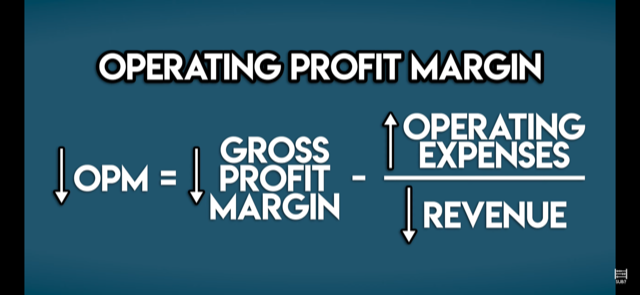 OPERATING PROFIT MARGIN
↓OPM = ↓ GROSS PROFIT MARGIN - ↑OPERATING EXPENSES
↓ REVENUE